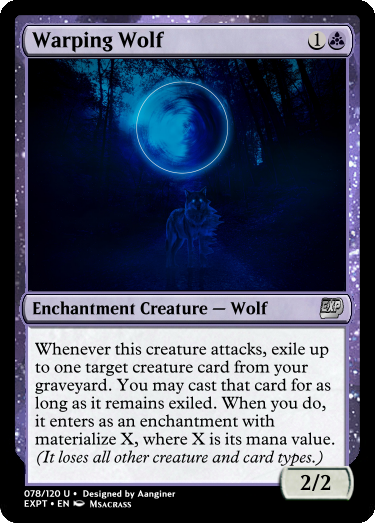 Warping Wolf 1
Enchantment Creature — Wolf EXP
Whenever this creature attacks, exile up
to one target creature card from your
graveyard. You may cast that card for as
long as it remains exiled. When you do,
it enters as an enchantment with
materialize X, where X is its mana value.
(It loses all other creature and card types.)
2/2
078/120 U • Designed by Aanginer
EXPT • EN Msacrass